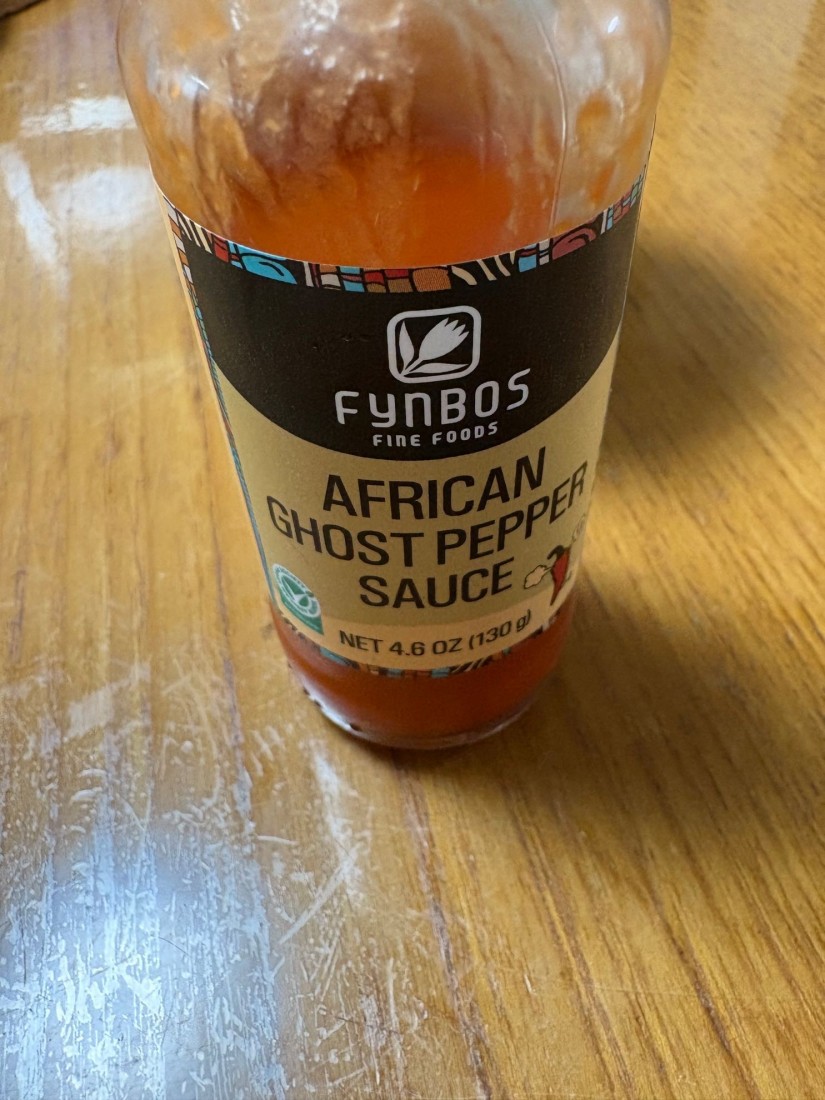 FYNBOS
FINE FOODS
AFRICAN
GHOST PEPPER
SAUCE
NET 4.6 OZ (130 g)